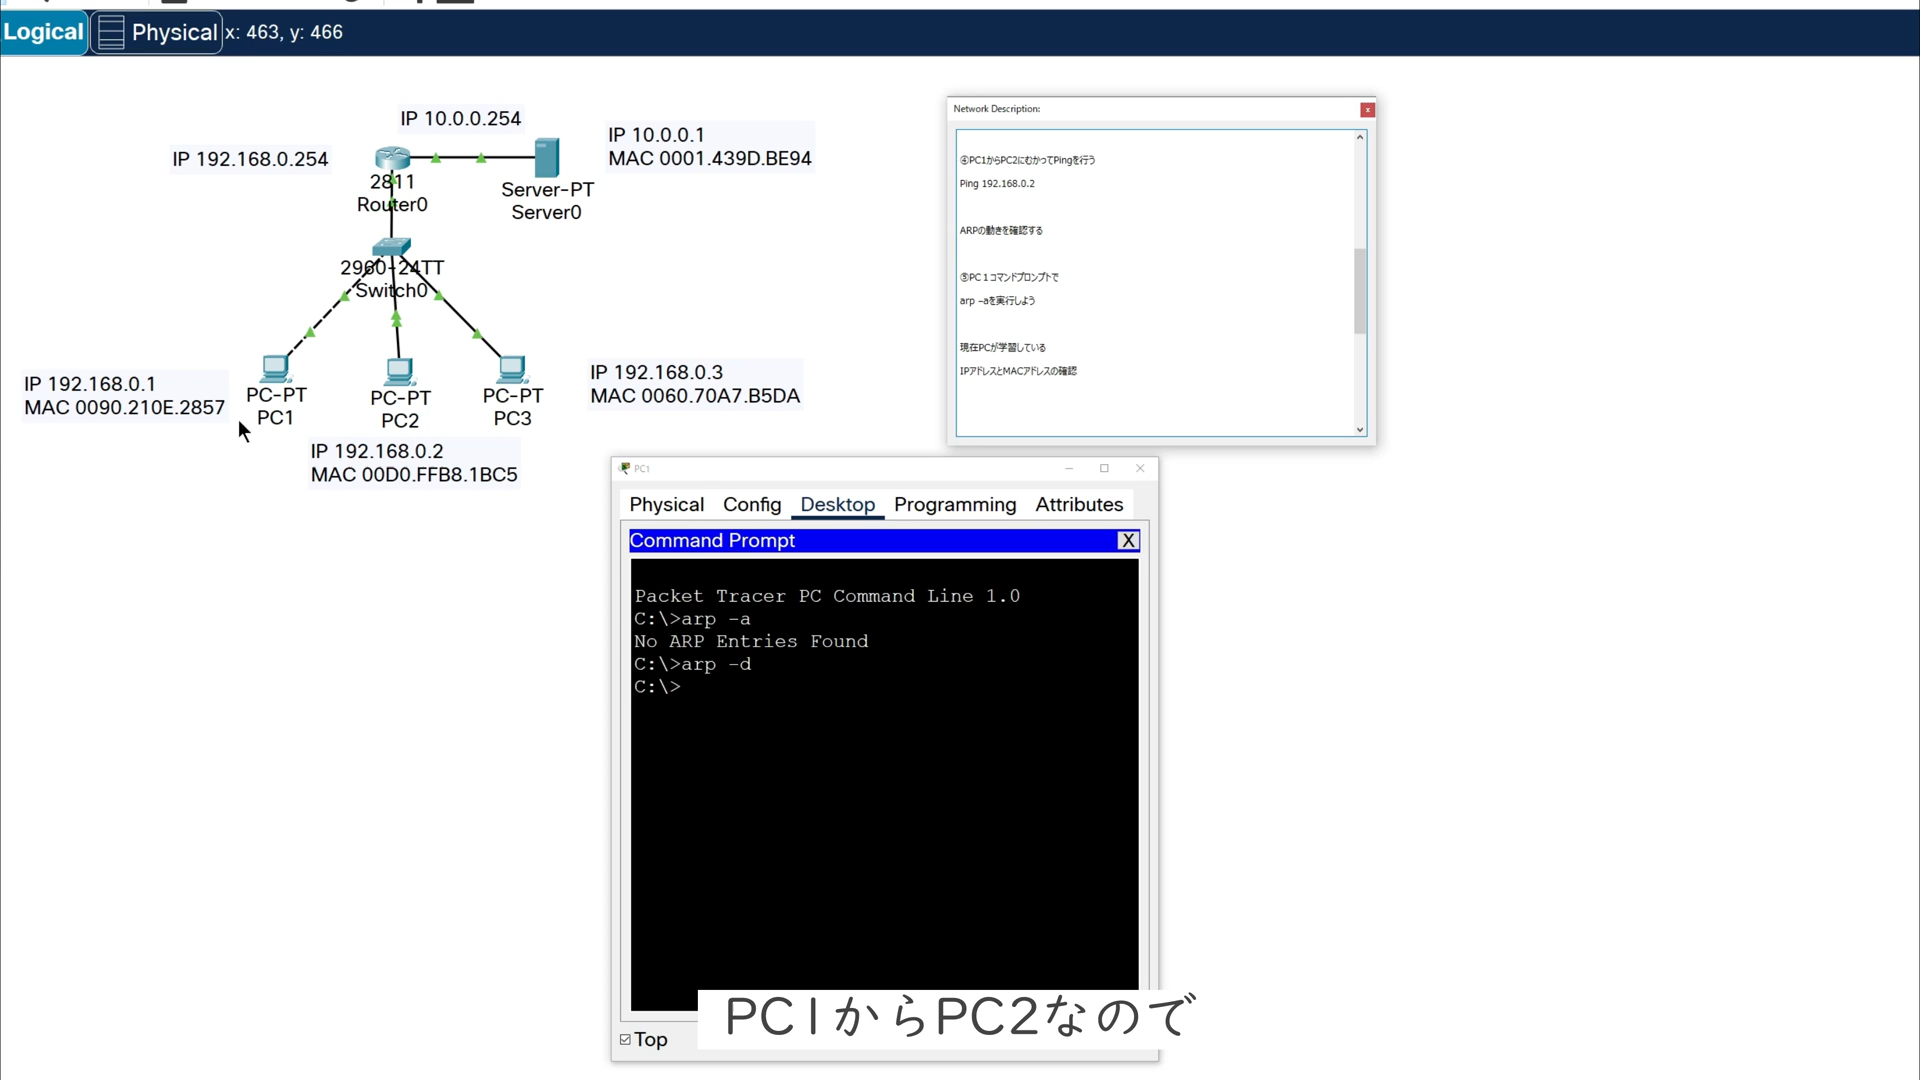 Logical
Physical
x: 463, y: 466
IP 10.0.0.254
IP 192.168.0.254
IP 10.0.0.1
MAC 0001.439D.BE94
2811
Router0
Server-PT
Server0
2960-24TT
Switch0
IP 192.168.0.1
MAC 0090.210E.2857
PC-PT
PC1
PC-PT
PC2
PC-PT
PC3
IP 192.168.0.3
MAC 0060.70A7.B5DA
IP 192.168.0.2
MAC 00D0.FFB8.1BC5
Network Description:
x
④PC1からPC2にむかってPingを行う
Ping 192.168.0.2
ARPの動きを確認する
⑤PC１コマンドプロンプトで
arp –aを実行しよう
現在PCが学習している
IPアドレスとMACアドレスの確認
PC1
Physical Config Desktop Programming Attributes
Command Prompt
X
Packet Tracer PC Command Line 1.0
C:\>arp -a
No ARP Entries Found
C:\>arp -d
C:\>
Top
PC1からPC2なので